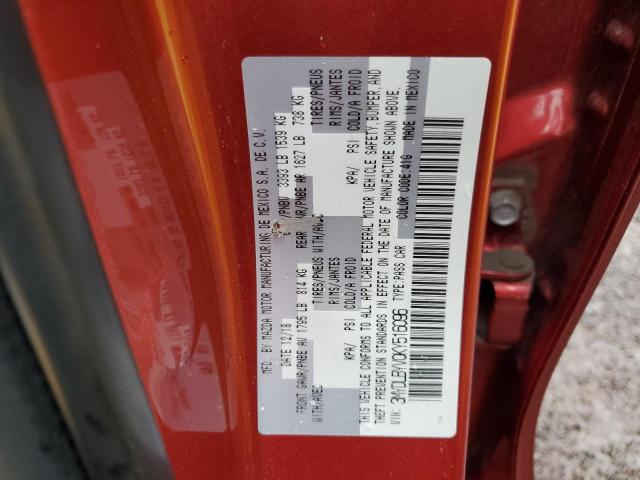 MFD. BY MAZDA MOTOR MANUFACTURING DE MEXICO S.A. DE C.V.
DATE 12/18 /PNBU 3393 LB 1539 KG
FRONT GAWR/PNBE AV 1795 LB 814 KG REAR /PNBE AR 1627 LB 738 KG
WITH/AVEC TIRES/PNEUS WITH/AVEC TIRES/PNEUS
RIMS/JANTES RIMS/JANTES
KPA/ PSI COLD/A FROID KPA/ PSI COLD/A FROID
THIS VEHICLE CONFORMS TO ALL APPLICABLE FEDERAL MOTOR VEHICLE SAFETY, BUMPER, AND
THEFT PREVENTION STANDARDS IN EFFECT ON THE DATE OF MANUFACTURE SHOWN ABOVE.
VIN: TYPE:PASS CAR COLOR CODE:41G MADE IN MEXICO